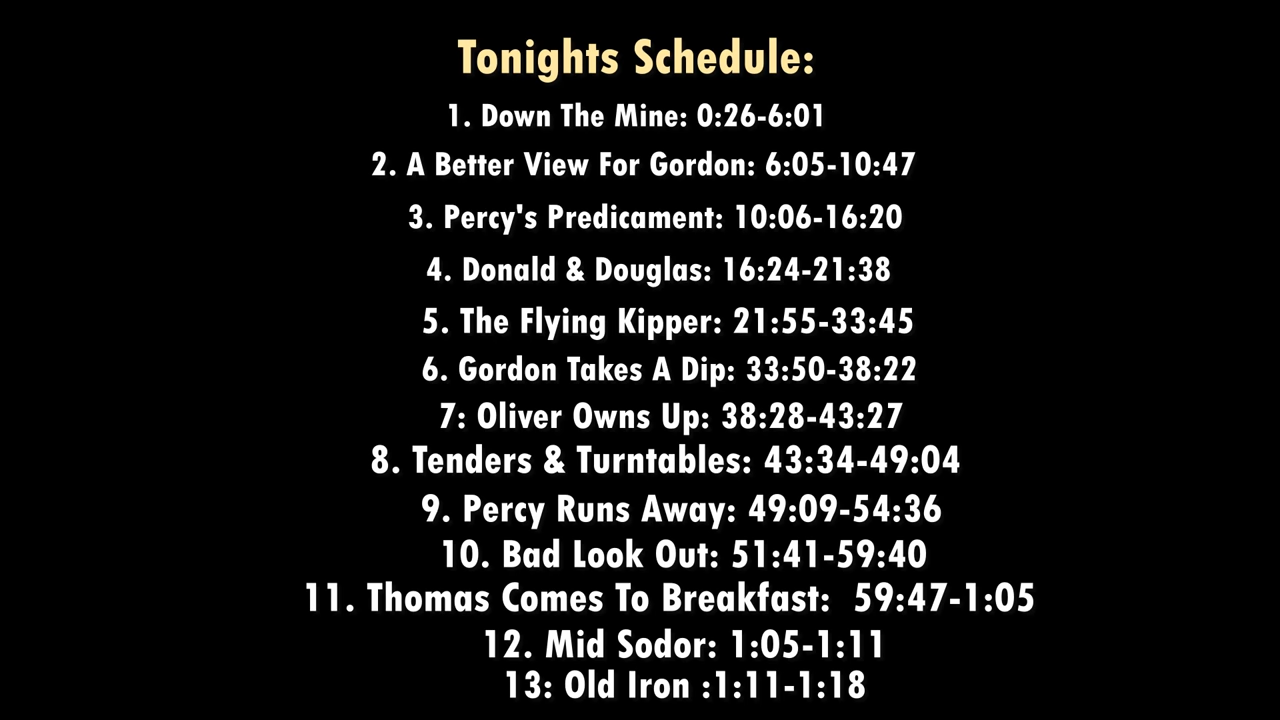 Tonights Schedule:
1. Down The Mine: 0:26-6:01
2. A Better View For Gordon: 6:05-10:47
3. Percy's Predicament: 10:06-16:20
4. Donald & Douglas: 16:24-21:38
5. The Flying Kipper: 21:55-33:45
6. Gordon Takes A Dip: 33:50-38:22
7: Oliver Owns Up: 38:28-43:27
8. Tenders & Turntables: 43:34-49:04
9. Percy Runs Away: 49:09-54:36
10. Bad Look Out: 51:41-59:40
11. Thomas Comes To Breakfast:  59:47-1:05
12. Mid Sodor: 1:05-1:11
13: Old Iron :1:11-1:18